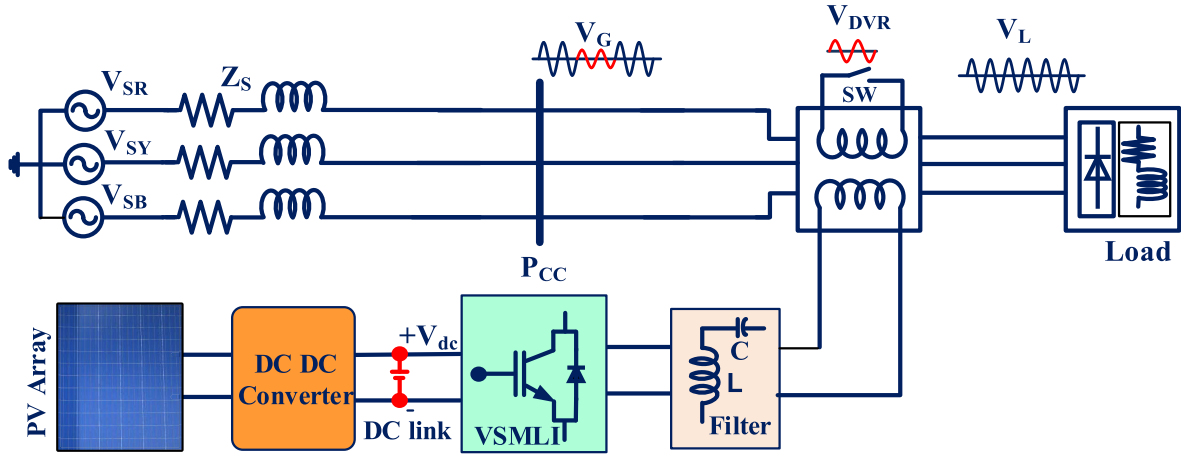 V_G
V_DVR
V_L
V_SR
Z_S
SW
V_SY
V_SB
Load
P_CC
PV Array
DC DC
Converter
+V_dc
-
DC link
VSMLI
C
L
Filter